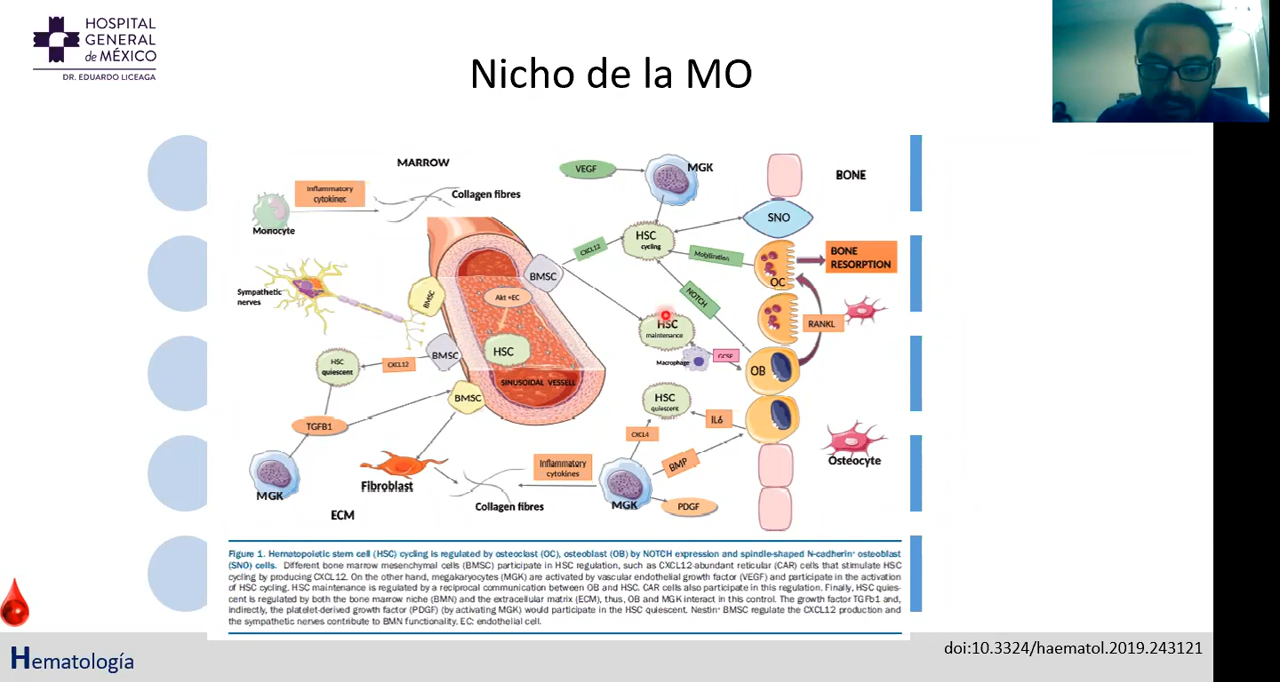 HOSPITAL
GENERAL
de MÉXICO
DR. EDUARDO LICEAGA
Nicho de la MO
MARROW
Inflammatory
cytokines
Collagen fibres
Monocyte
VEGF
MGK
BONE
SNO
HSC
cycling
CXCL12
BMSC
Mobilization
OC
BONE
RESORPTION
Sympathetic
nerves
BMSC
Akt +EC
NOTCH
HSC
maintenance
RANKL
HSC
BMSC
HSC
quiescent
CXCL12
Macrophage
GCSF
OB
SINUSOIDAL VESSELL
BMSC
HSC
quiescent
TGFB1
IL6
CXCL4
Osteocyte
BMP
Inflammatory
cytokines
MGK
Fibroblast
Collagen fibres
MGK
PDGF
ECM
Figure 1. Hematopoietic stem cell (HSC) cycling is regulated by osteoclast (OC), osteoblast (OB) by NOTCH expression and spindle-shaped N-cadherin⁺ osteoblast
(SNO) cells. Different bone marrow mesenchymal cells (BMSC) participate in HSC regulation, such as CXCL12-abundant reticular (CAR) cells that stimulate HSC
cycling by producing CXCL12. On the other hand, megakaryocytes (MGK) are activated by vascular endothelial growth factor (VEGF) and participate in the activation
of HSC cycling. HSC maintenance is regulated by a reciprocal communication between OB and HSC. CAR cells also participate in this regulation. Finally, HSC quies-
cent is regulated by both the bone marrow niche (BMN) and the extracellular matrix (ECM), thus, OB and MGK interact in this control. The growth factor TGFb1 and,
indirectly, the platelet-derived growth factor (PDGF) (by activating MGK) would participate in the HSC quiescent. Nestin⁺ BMSC regulate the CXCL12 production and
the sympathetic nerves contribute to BMN functionality. EC: endothelial cell.
Hematología
doi:10.3324/haematol.2019.243121